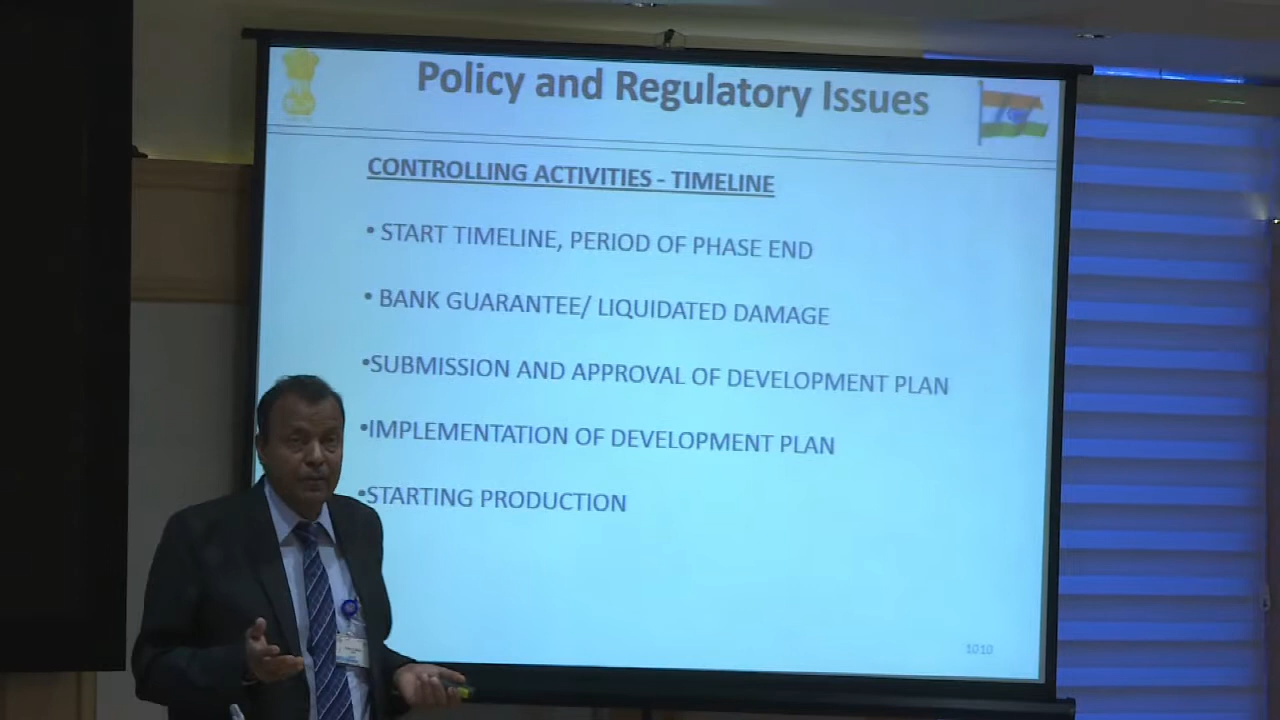 Policy and Regulatory Issues
CONTROLLING ACTIVITIES - TIMELINE
• START TIMELINE, PERIOD OF PHASE END
• BANK GUARANTEE/ LIQUIDATED DAMAGE
•SUBMISSION AND APPROVAL OF DEVELOPMENT PLAN
•IMPLEMENTATION OF DEVELOPMENT PLAN
•STARTING PRODUCTION
1010